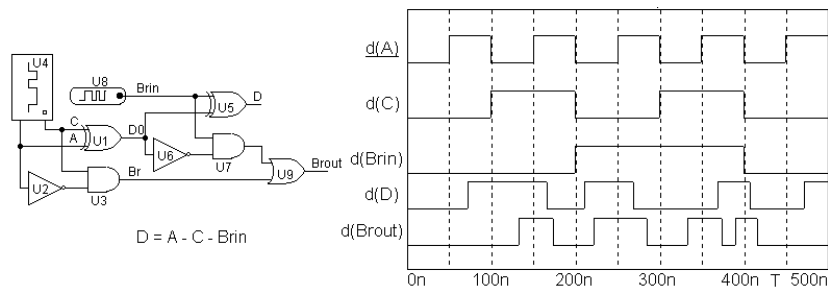 U4
U8
Brin
U5
D
C
A
U1
D0
U6
U7
U2
U3
Br
U9
Brout
D = A - C - Brin
d(A)
d(C)
d(Brin)
d(D)
d(Brout)
0n 100n 200n 300n 400n T 500n